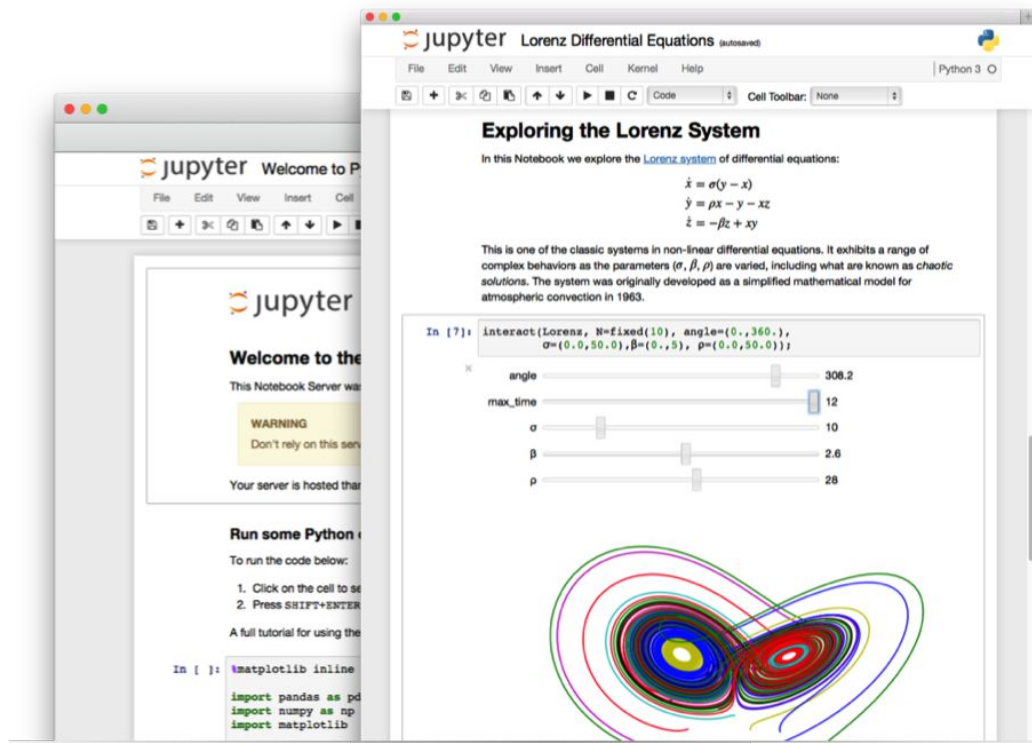 jupyter Lorenz Differential Equations (autosaved)
File Edit View Insert Cell Kernel Help Python 3
Code Cell Toolbar: None
Exploring the Lorenz System
In this Notebook we explore the Lorenz system of differential equations:
ẋ = σ(y − x)
ẏ = ρx − y − xz
ż = −βz + xy
This is one of the classic systems in non-linear differential equations. It exhibits a range of
complex behaviors as the parameters (σ, β, ρ) are varied, including what are known as chaotic
solutions. The system was originally developed as a simplified mathematical model for
atmospheric convection in 1963.
In [7]: interact(Lorenz, N=fixed(10), angle=(0.,360.),
σ=(0.0,50.0),β=(0.,5), ρ=(0.0,50.0));
angle 308.2
max_time 12
σ 10
β 2.6
ρ 28
jupyter Welcome to P
File Edit View Insert Cell
jupyter
Welcome to the
This Notebook Server was
WARNING
Don't rely on this serv
Your server is hosted than
Run some Python c
To run the code below:
1. Click on the cell to se
2. Press SHIFT+ENTER
A full tutorial for using the
In [ ]: %matplotlib inline
import pandas as pd
import numpy as np
import matplotlib